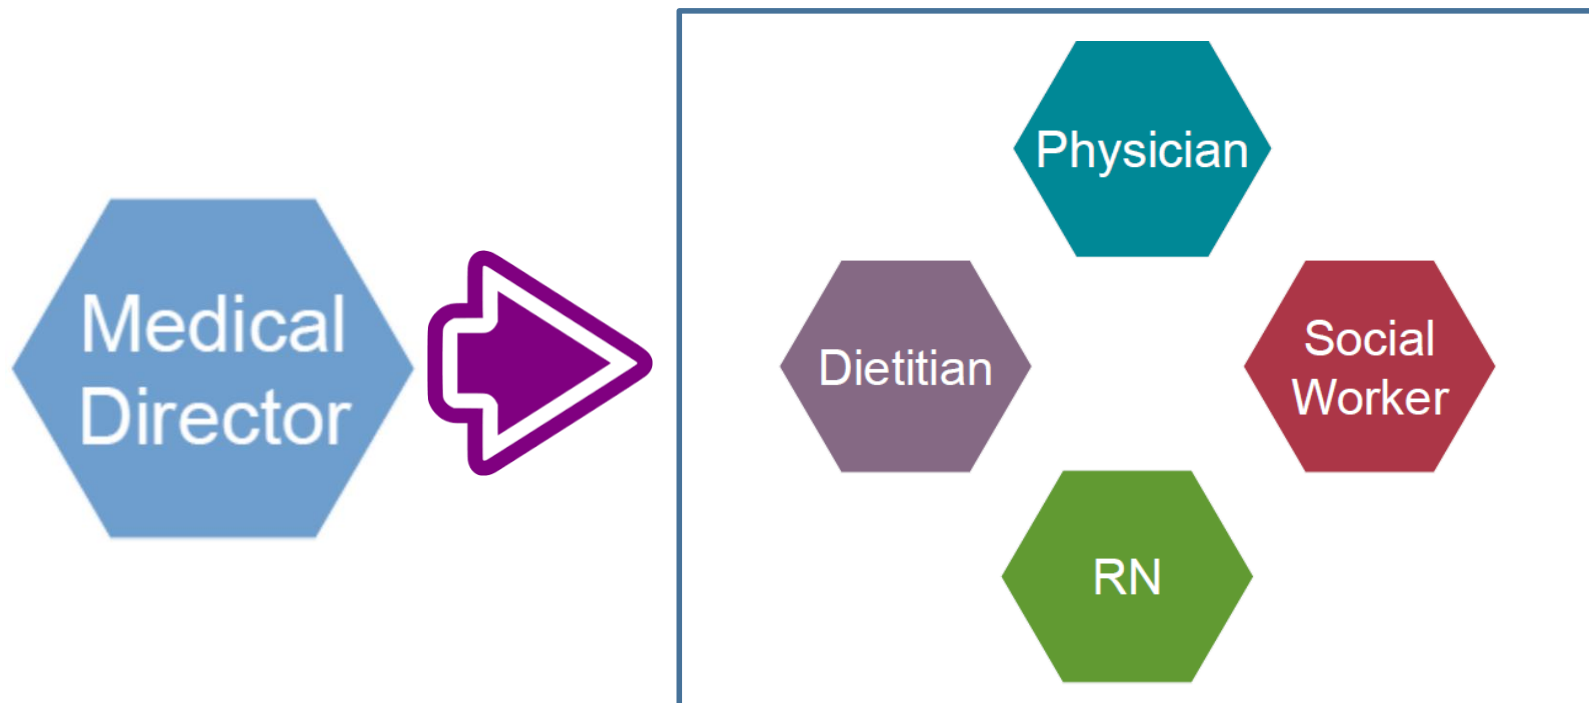 Medical
Director
Physician
Dietitian
Social
Worker
RN